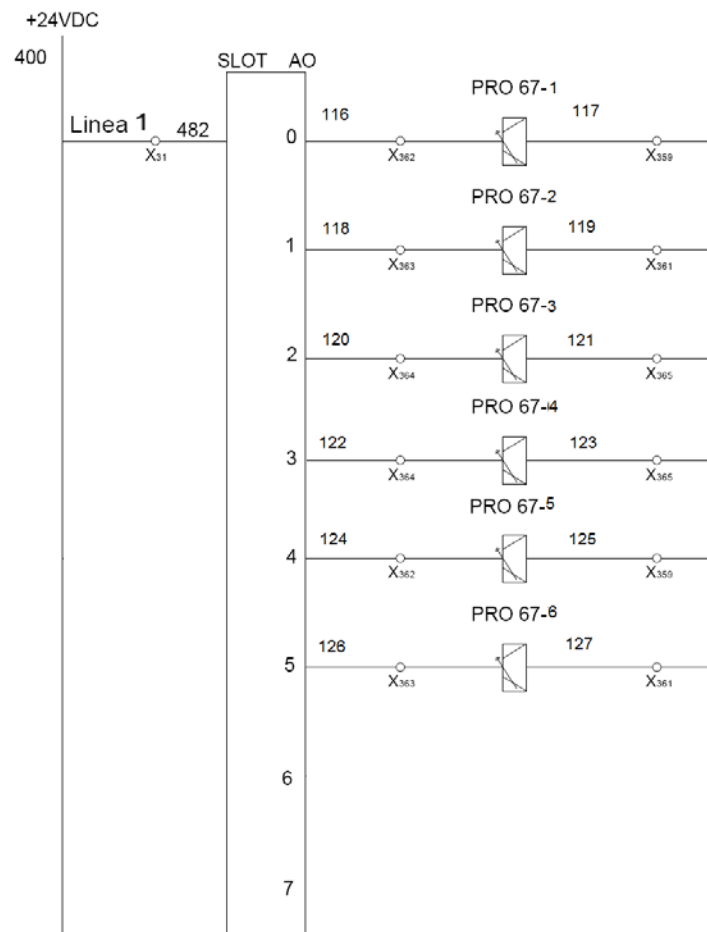 +24VDC
400
SLOT AO
PRO 67-1
Linea 1 482
0
116
117
X31
X362
X359
PRO 67-2
1
118
119
X363
X361
PRO 67-3
2
120
121
X364
X365
PRO 67-4
3
122
123
X364
X365
PRO 67-5
4
124
125
X362
X359
PRO 67-6
5
126
127
X363
X361
6
7